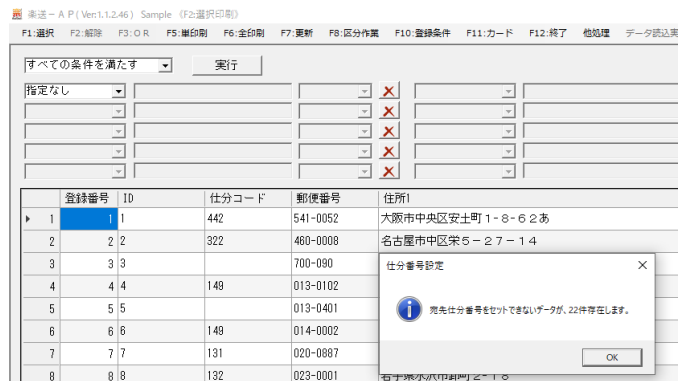 楽送－ＡＰ( Ver:1.1.2.46 ) Sample 《F2:選択印刷》
F1:選択 F2:解除 F3:ＯＲ F5:単印刷 F6:全印刷 F7:更新 F8:区分作業 F10:登録条件 F11:カード F12:終了 他処理 データ読込
すべての条件を満たす 実行
指定なし
登録番号 ID 仕分コード 郵便番号 住所1
1 1 1 442 541-0052 大阪市中央区安土町１-８-６２あ
2 2 2 322 460-0008 名古屋市中区栄５－２７－１４
3 3 3 700-090
4 4 4 149 013-0102
5 5 5 013-0401
6 6 6 149 014-0002
7 7 7 131 020-0887
8 8 8 132 023-0001
仕分番号設定
宛先仕分番号をセットできないデータが、22件存在します。
OK